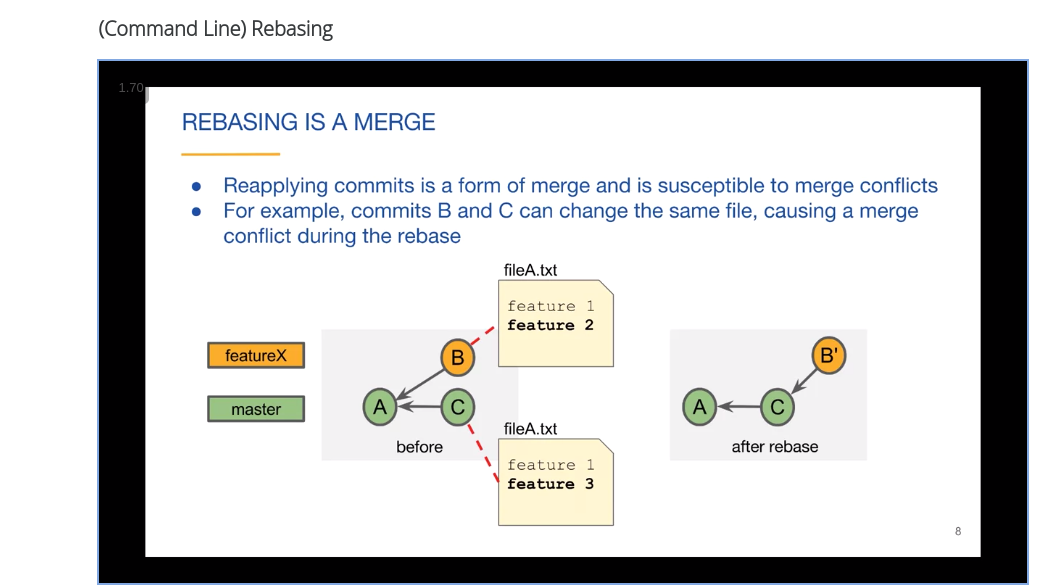 (Command Line) Rebasing
1.70
REBASING IS A MERGE
● Reapplying commits is a form of merge and is susceptible to merge conflicts
● For example, commits B and C can change the same file, causing a merge
conflict during the rebase
fileA.txt
feature 1
feature 2
featureX
B
B'
master
A
C
A
C
before
after rebase
fileA.txt
feature 1
feature 3
8